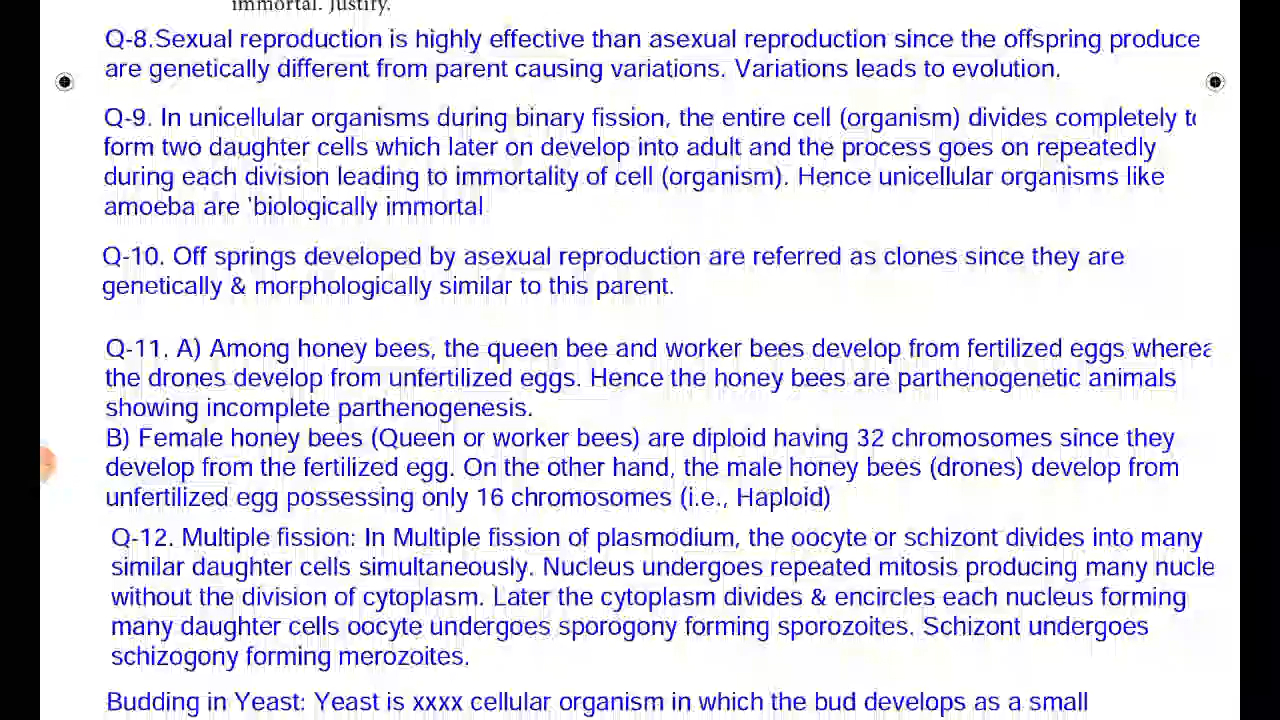 immortal. Justify.
Q-8.Sexual reproduction is highly effective than asexual reproduction since the offspring produce
are genetically different from parent causing variations. Variations leads to evolution.
Q-9. In unicellular organisms during binary fission, the entire cell (organism) divides completely to
form two daughter cells which later on develop into adult and the process goes on repeatedly
during each division leading to immortality of cell (organism). Hence unicellular organisms like
amoeba are 'biologically immortal
Q-10. Off springs developed by asexual reproduction are referred as clones since they are
genetically & morphologically similar to this parent.
Q-11. A) Among honey bees, the queen bee and worker bees develop from fertilized eggs wherea
the drones develop from unfertilized eggs. Hence the honey bees are parthenogenetic animals
showing incomplete parthenogenesis.
B) Female honey bees (Queen or worker bees) are diploid having 32 chromosomes since they
develop from the fertilized egg. On the other hand, the male honey bees (drones) develop from
unfertilized egg possessing only 16 chromosomes (i.e., Haploid)
Q-12. Multiple fission: In Multiple fission of plasmodium, the oocyte or schizont divides into many
similar daughter cells simultaneously. Nucleus undergoes repeated mitosis producing many nucle
without the division of cytoplasm. Later the cytoplasm divides & encircles each nucleus forming
many daughter cells oocyte undergoes sporogony forming sporozoites. Schizont undergoes
schizogony forming merozoites.
Budding in Yeast: Yeast is xxxx cellular organism in which the bud develops as a small